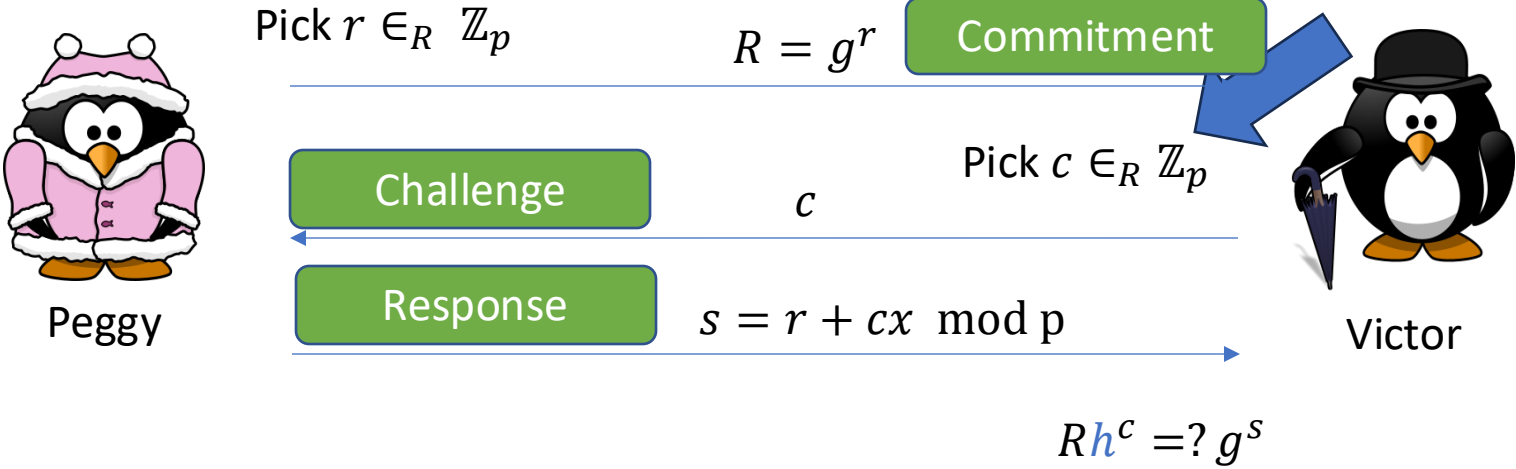 Pick r ∈_R ℤ_p
R = g^r
Commitment
Pick c ∈_R ℤ_p
Challenge
c
Response
s = r + cx mod p
Peggy
Victor
Rh^c =? g^s